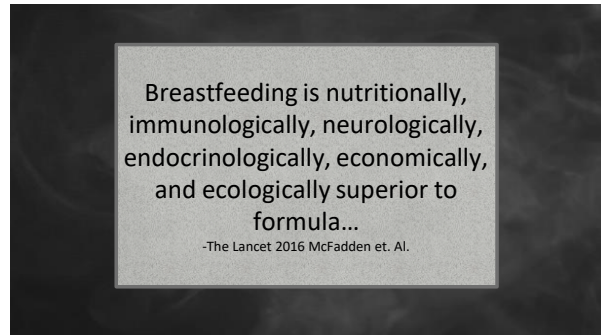 Breastfeeding is nutritionally,
immunologically, neurologically,
endocrinologically, economically,
and ecologically superior to
formula…
-The Lancet 2016 McFadden et. Al.